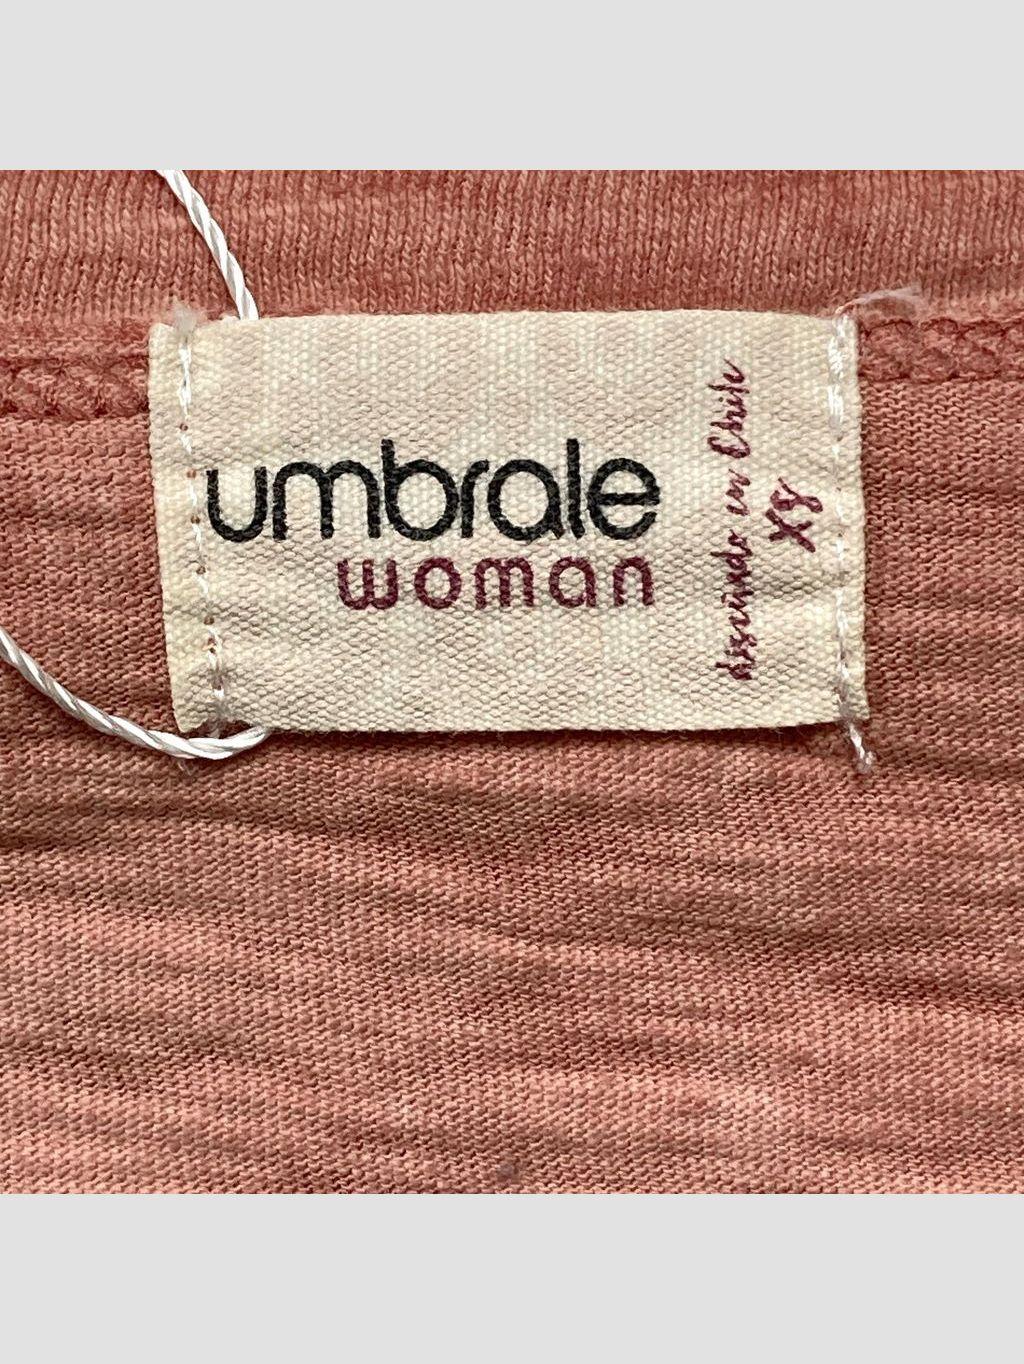 umbrale
woman
diseñado en Chile
XS